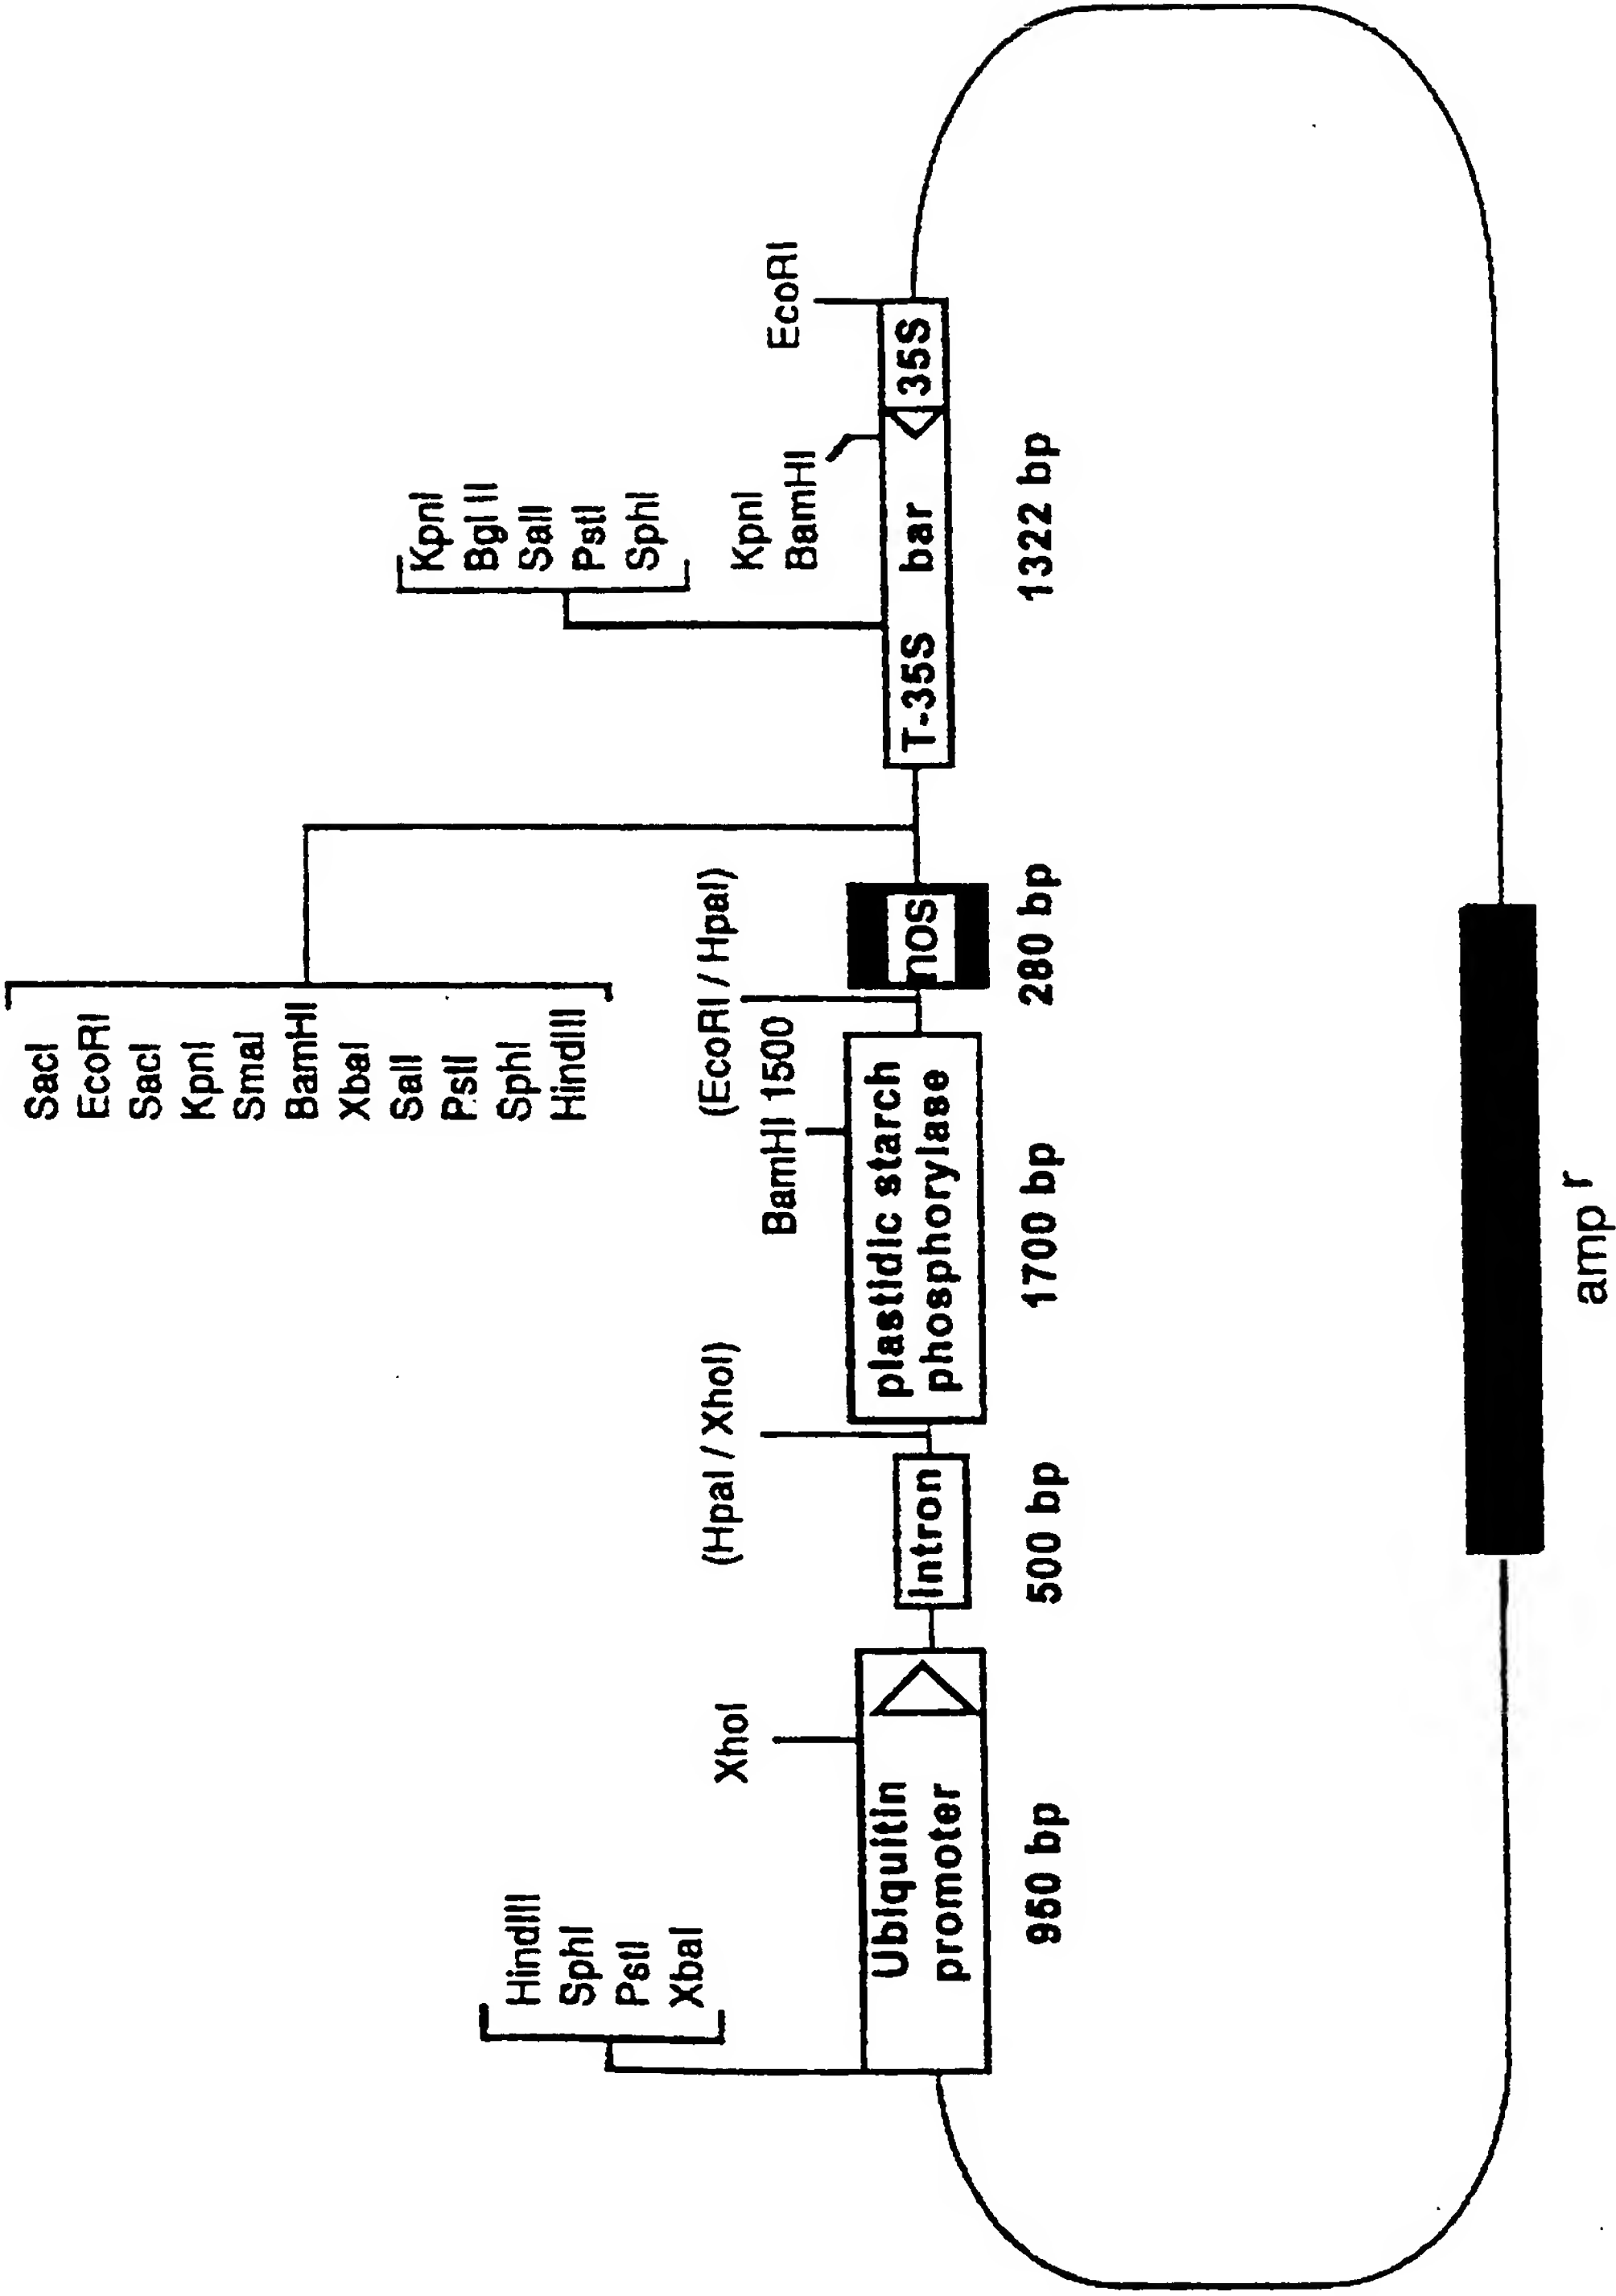 HindIII
SphI
PstI
XbaI
XhoI
(HpaI / XhoI)
BamHI 1500
(EcoRI / HpaI)
SacI
EcoRI
SacI
KpnI
SmaI
BamHI
XbaI
SalI
PstI
SphI
HindIII
KpnI
Bgl II
SalI
PstI
SphI
KpnI
BamHI
EcoRI
Ubiquitin
promoter
Intron
plastidic starch
phosphorylase
nos
T-35S
bar
35S
950 bp
500 bp
1700 bp
280 bp
1322 bp
amp r